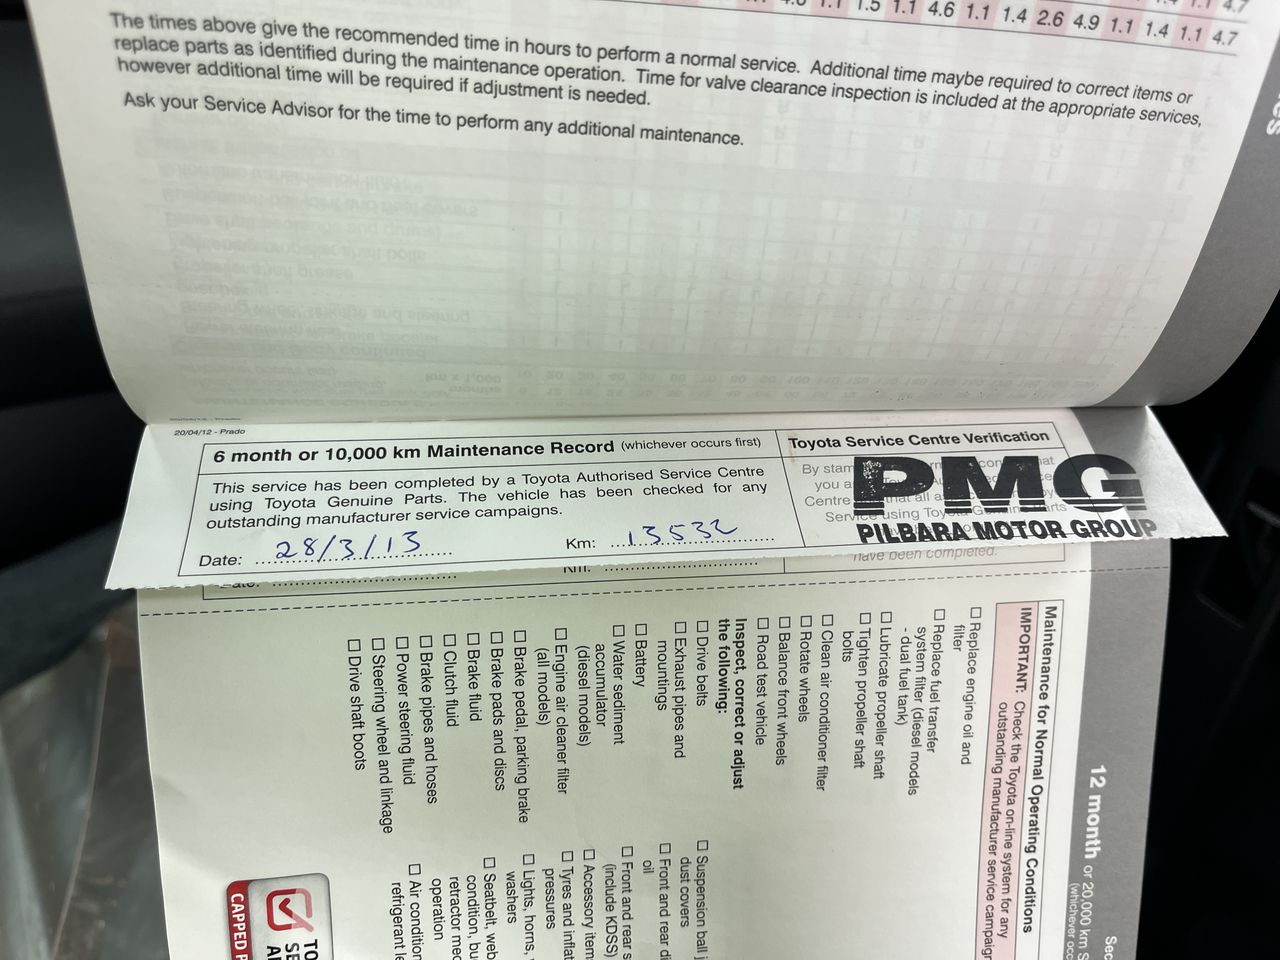 1.1 1.5 1.1 4.6 1.1 1.4 2.6 4.9 1.1 1.4 1.1 4.7
The times above give the recommended time in hours to perform a normal service. Additional time maybe required to correct items or
replace parts as identified during the maintenance operation. Time for valve clearance inspection is included at the appropriate services,
however additional time will be required if adjustment is needed.
Ask your Service Advisor for the time to perform any additional maintenance.
20/04/12 - Prado
6 month or 10,000 km Maintenance Record (whichever occurs first)
This service has been completed by a Toyota Authorised Service Centre
using Toyota Genuine Parts. The vehicle has been checked for any
outstanding manufacturer service campaigns.
Date: 28/3/13 Km: 13532
Toyota Service Centre Verification
By
you
Centre that all
using
PMG
PILBARA MOTOR GROUP
have been completed.
12 month or 20,000 km
Maintenance for Normal Operating Conditions
IMPORTANT: Check the Toyota on-line system for any
outstanding manufacturer service
☐ Replace engine oil and
filter
☐ Replace fuel transfer
system filter (diesel models
- dual fuel tank)
☐ Lubricate propeller shaft
☐ Tighten propeller shaft
bolts
☐ Clean air conditioner filter
☐ Rotate wheels
☐ Balance front wheels
☐ Road test vehicle
Inspect, correct or adjust
the following:
☐ Drive belts
☐ Exhaust pipes and
mountings
☐ Battery
☐ Water sediment
accumulator
(diesel models)
☐ Engine air cleaner filter
(all models)
☐ Brake pedal, parking brake
☐ Brake pads and discs
☐ Brake fluid
☐ Clutch fluid
☐ Brake pipes and hoses
☐ Power steering fluid
☐ Steering wheel and linkage
☐ Drive shaft boots
☐ Suspension ball
dust covers
☐ Front and rear
oil
☐ Front and rear
(include KDSS)
☐ Accessory
☐ Tyres and
pressures
☐ Lights, horns,
washers
☐ Seatbelt,
condition,
retractor
operation
☐ Air
refrigerant
CAPPED